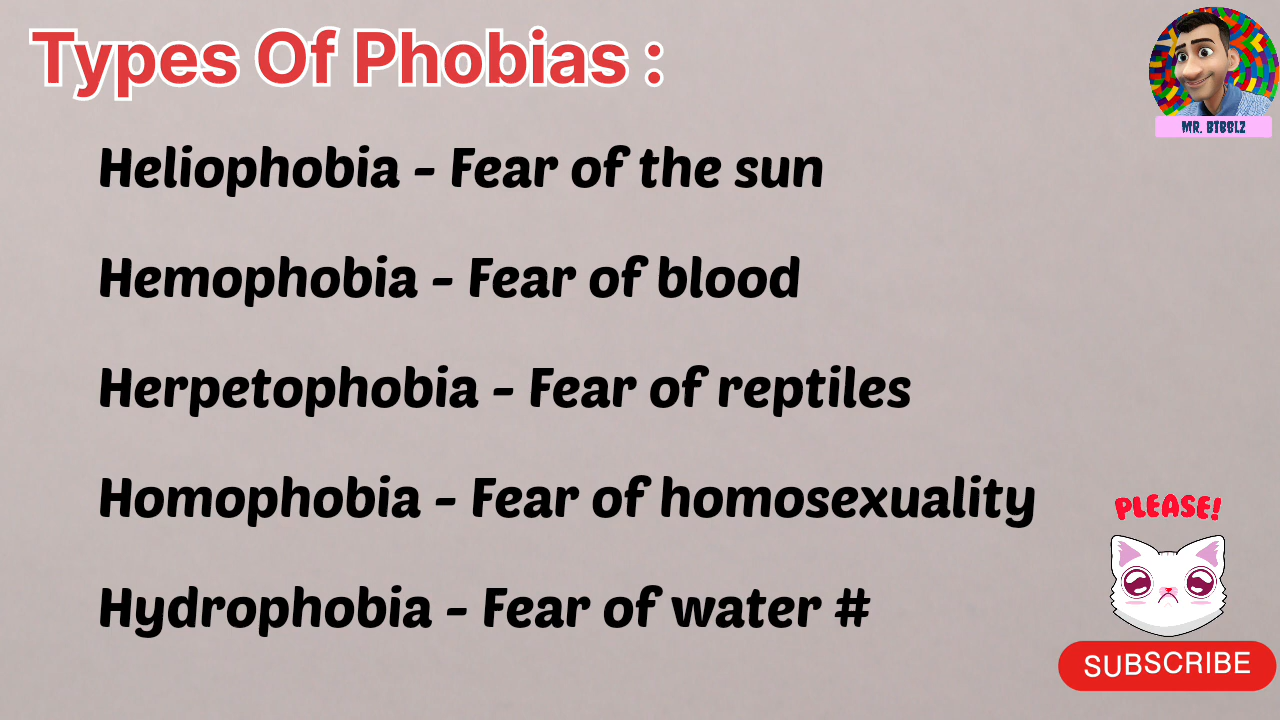 Types Of Phobias :
MR. BIBBLZ
Heliophobia - Fear of the sun
Hemophobia - Fear of blood
Herpetophobia - Fear of reptiles
Homophobia - Fear of homosexuality
Hydrophobia - Fear of water #
PLEASE!
SUBSCRIBE